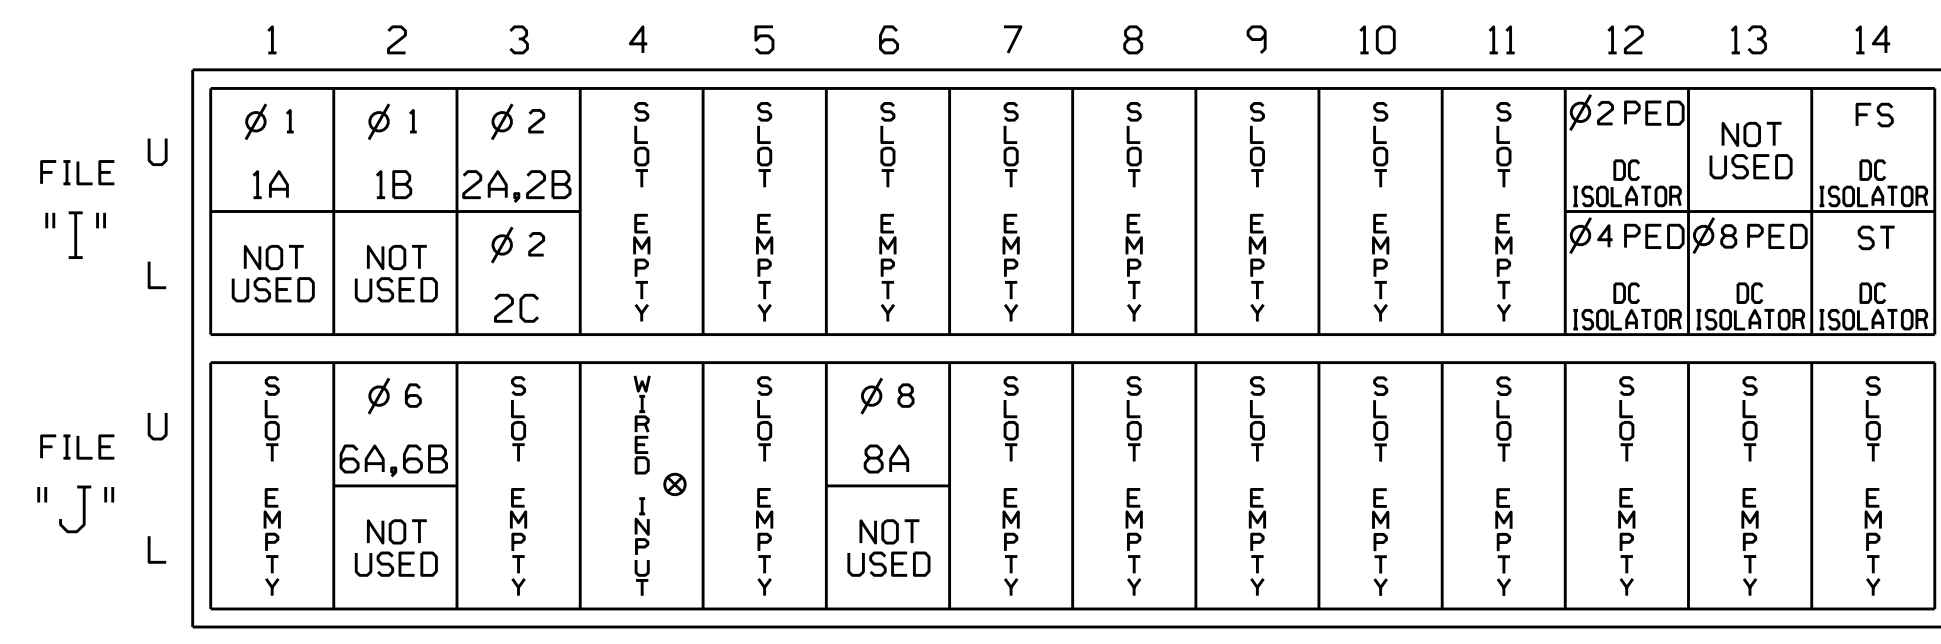 1 2 3 4 5 6 7 8 9 10 11 12 13 14
FILE
"I"
U
L
Ø 1
1A
NOT
USED
Ø 1
1B
NOT
USED
Ø 2
2A,2B
Ø 2
2C
SLOT EMPTY
SLOT EMPTY
SLOT EMPTY
SLOT EMPTY
SLOT EMPTY
SLOT EMPTY
SLOT EMPTY
SLOT EMPTY
Ø2 PED
DC
ISOLATOR
Ø4 PED
DC
ISOLATOR
NOT
USED
Ø8 PED
DC
ISOLATOR
FS
DC
ISOLATOR
ST
DC
ISOLATOR
FILE
"J"
U
L
SLOT EMPTY
Ø 6
6A,6B
NOT
USED
SLOT EMPTY
WIRED INPUT
⊗
SLOT EMPTY
Ø 8
8A
NOT
USED
SLOT EMPTY
SLOT EMPTY
SLOT EMPTY
SLOT EMPTY
SLOT EMPTY
SLOT EMPTY
SLOT EMPTY
SLOT EMPTY